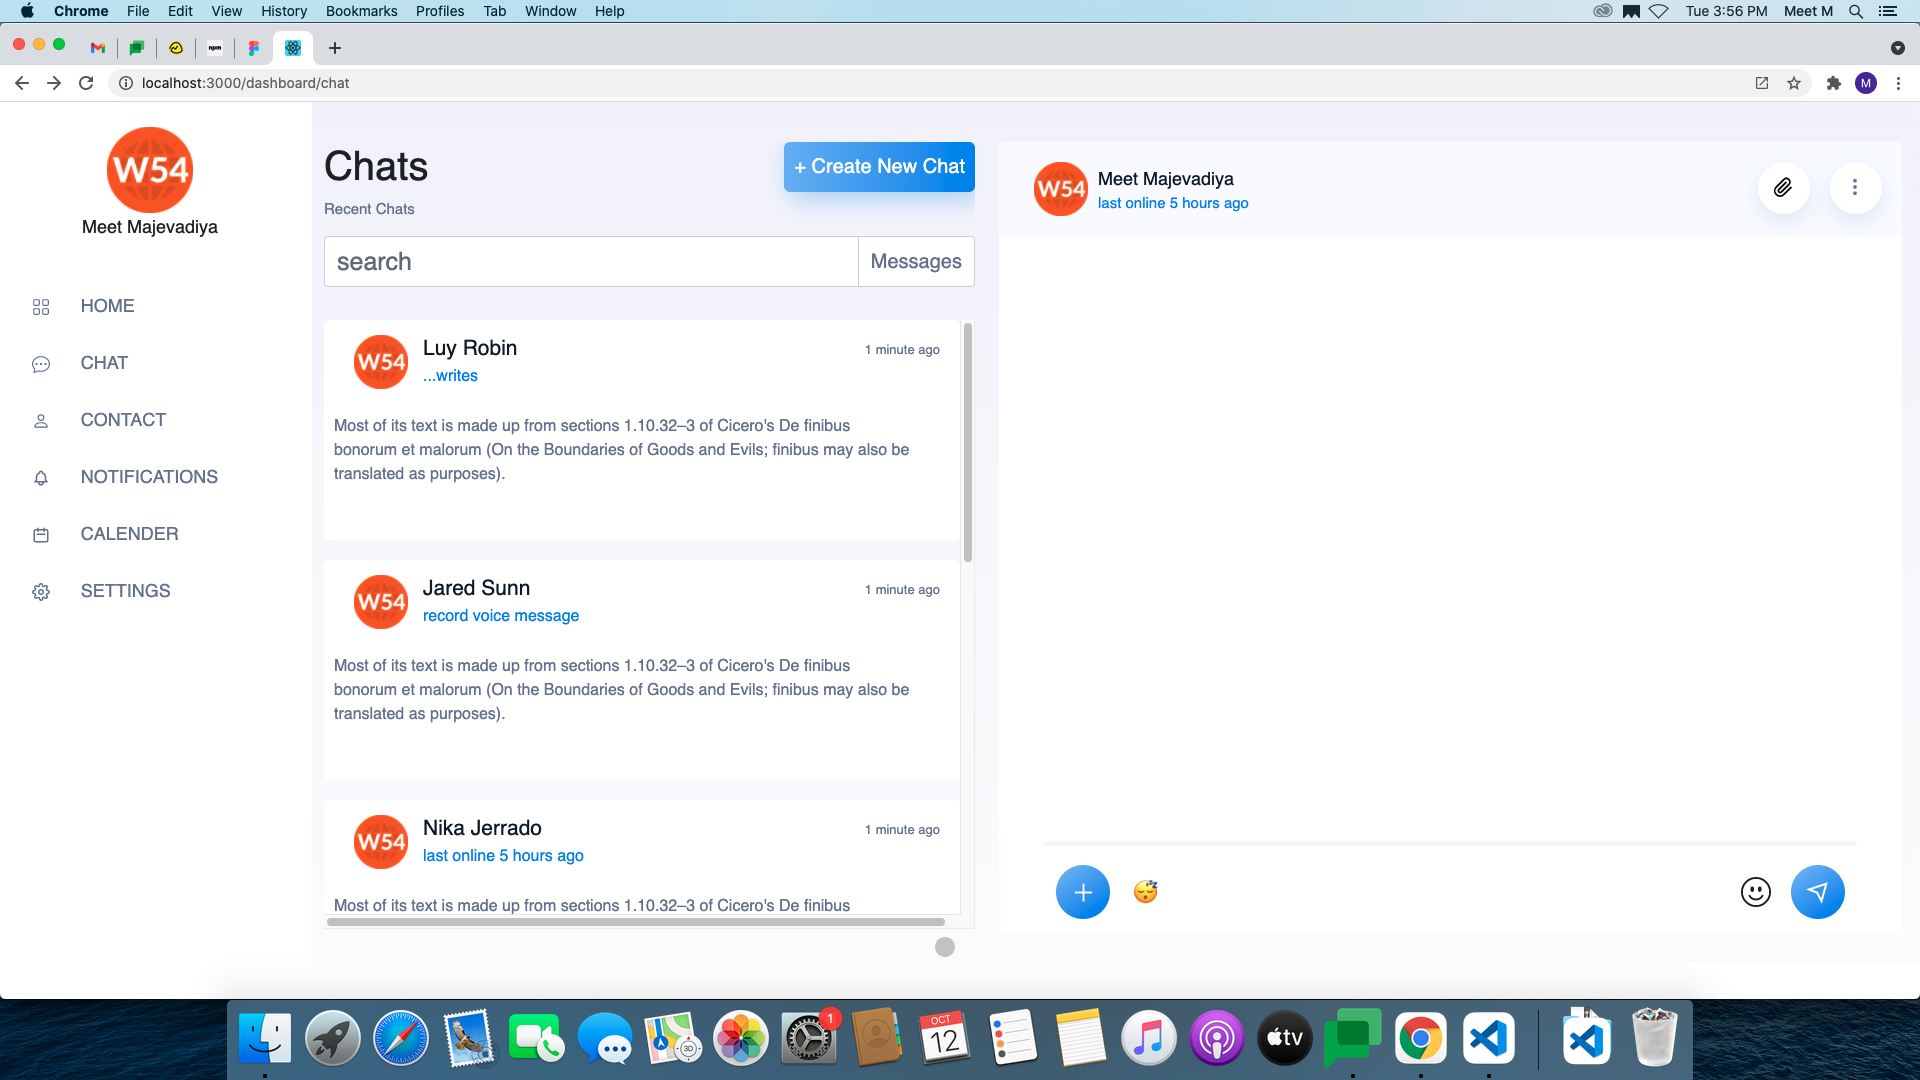 Chrome File Edit View History Bookmarks Profiles Tab Window Help
Tue 3:56 PM Meet M
npm
localhost:3000/dashboard/chat
M
W54
Meet Majevadiya
HOME
CHAT
CONTACT
NOTIFICATIONS
CALENDER
SETTINGS
Chats
+ Create New Chat
Recent Chats
search
Messages
W54
Luy Robin
1 minute ago
...writes
Most of its text is made up from sections 1.10.32–3 of Cicero's De finibus
bonorum et malorum (On the Boundaries of Goods and Evils; finibus may also be
translated as purposes).
W54
Jared Sunn
1 minute ago
record voice message
Most of its text is made up from sections 1.10.32–3 of Cicero's De finibus
bonorum et malorum (On the Boundaries of Goods and Evils; finibus may also be
translated as purposes).
W54
Nika Jerrado
1 minute ago
last online 5 hours ago
Most of its text is made up from sections 1.10.32–3 of Cicero's De finibus
W54
Meet Majevadiya
last online 5 hours ago
😴
3D
1
OCT
12
tv